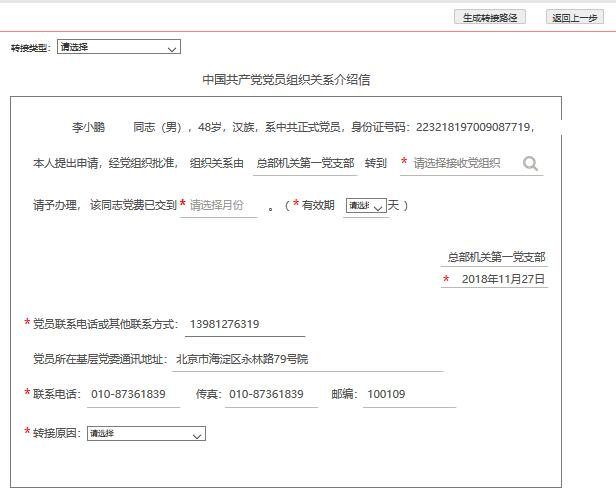 生成转接路径 返回上一步
转接类型： 请选择
中国共产党党员组织关系介绍信
李小鹏 同志（男），48岁，汉族，系中共正式党员，身份证号码：223218197009087719，
本人提出申请，经党组织批准， 组织关系由 总部机关第一党支部 转到 * 请选择接收党组织
请予办理， 该同志党费已交到 * 请选择月份 。（ * 有效期 请选择 天 ）
总部机关第一党支部
* 2018年11月27日
* 党员联系电话或其他联系方式： 13981276319
党员所在基层党委通讯地址： 北京市海淀区永林路79号院
* 联系电话： 010-87361839 传真： 010-87361839 邮编： 100109
* 转接原因： 请选择